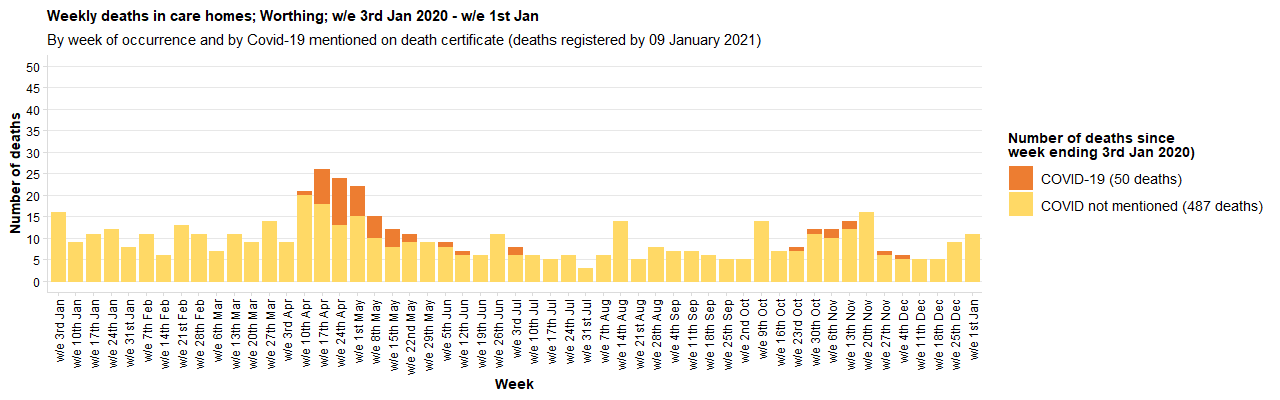 Weekly deaths in care homes; Worthing; w/e 3rd Jan 2020 - w/e 1st Jan
By week of occurrence and by Covid-19 mentioned on death certificate (deaths registered by 09 January 2021)
Number of deaths
50
45
40
35
30
25
20
15
10
5
0
w/e 3rd Jan
w/e 10th Jan
w/e 17th Jan
w/e 24th Jan
w/e 31st Jan
w/e 7th Feb
w/e 14th Feb
w/e 21st Feb
w/e 28th Feb
w/e 6th Mar
w/e 13th Mar
w/e 20th Mar
w/e 27th Mar
w/e 3rd Apr
w/e 10th Apr
w/e 17th Apr
w/e 24th Apr
w/e 1st May
w/e 8th May
w/e 15th May
w/e 22nd May
w/e 29th May
w/e 5th Jun
w/e 12th Jun
w/e 19th Jun
w/e 26th Jun
w/e 3rd Jul
w/e 10th Jul
w/e 17th Jul
w/e 24th Jul
w/e 31st Jul
w/e 7th Aug
w/e 14th Aug
w/e 21st Aug
w/e 28th Aug
w/e 4th Sep
w/e 11th Sep
w/e 18th Sep
w/e 25th Sep
w/e 2nd Oct
w/e 9th Oct
w/e 16th Oct
w/e 23rd Oct
w/e 30th Oct
w/e 6th Nov
w/e 13th Nov
w/e 20th Nov
w/e 27th Nov
w/e 4th Dec
w/e 11th Dec
w/e 18th Dec
w/e 25th Dec
w/e 1st Jan
Week
Number of deaths since
week ending 3rd Jan 2020)
COVID-19 (50 deaths)
COVID not mentioned (487 deaths)